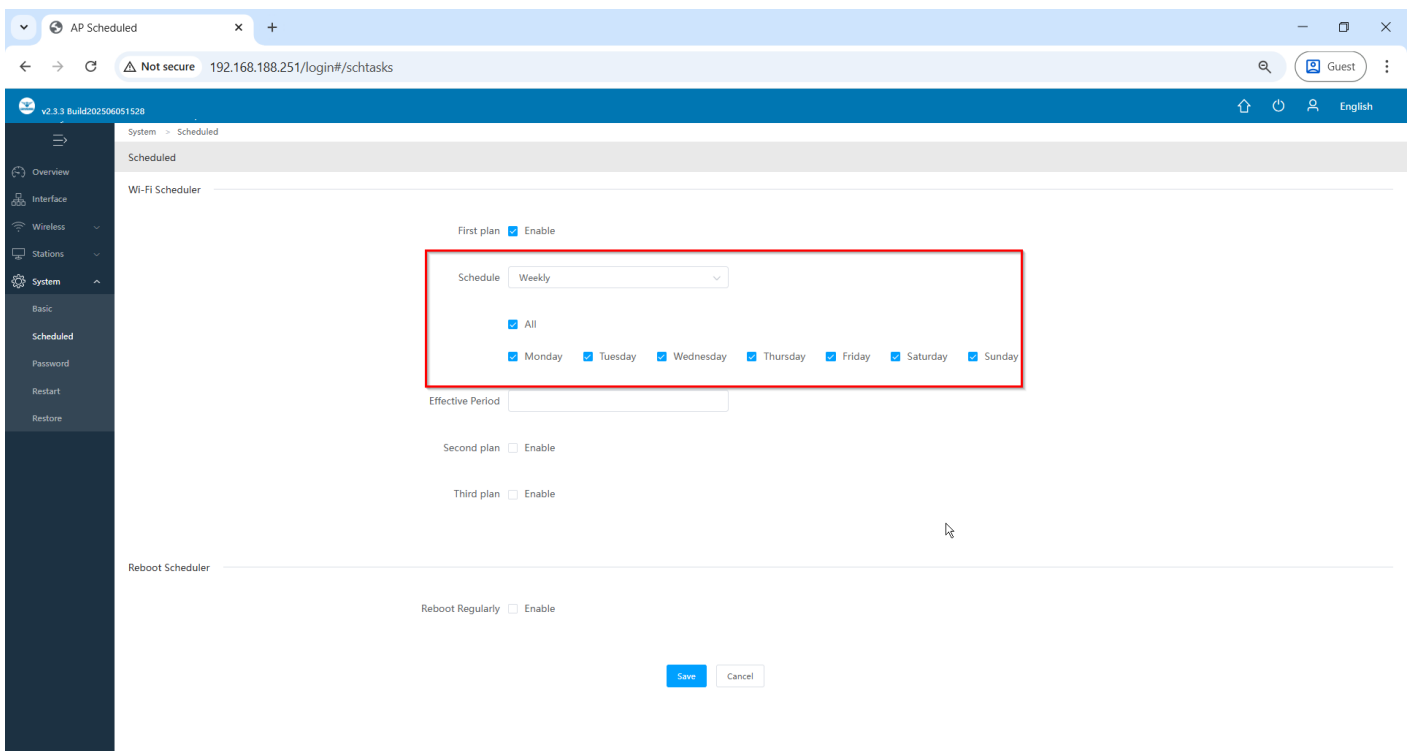 AP Scheduled
Not secure 192.168.188.251/login#/schtasks Guest
v2.3.3 Build202506051528 English
System > Scheduled
Scheduled
Overview
Interface
Wireless
Stations
System
Basic
Scheduled
Password
Restart
Restore
Wi-Fi Scheduler
First plan Enable
Schedule Weekly
All
Monday Tuesday Wednesday Thursday Friday Saturday Sunday
Effective Period
Second plan Enable
Third plan Enable
Reboot Scheduler
Reboot Regularly Enable
Save Cancel